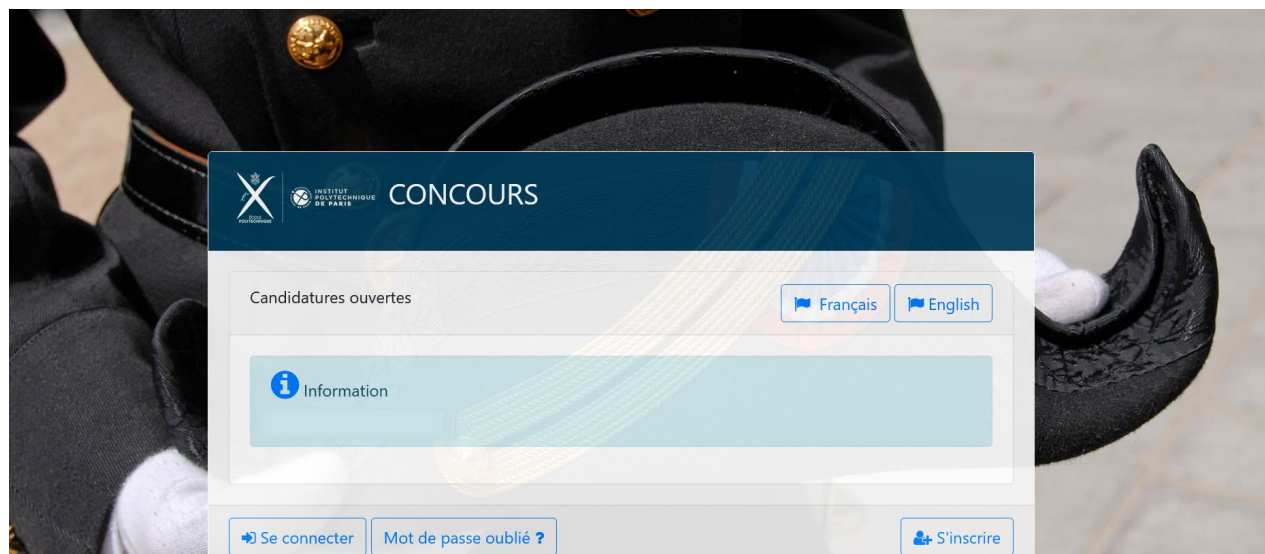 ÉCOLE
POLYTECHNIQUE
INSTITUT
POLYTECHNIQUE
DE PARIS
CONCOURS
Candidatures ouvertes
Français
English
Information
Se connecter
Mot de passe oublié ?
S'inscrire